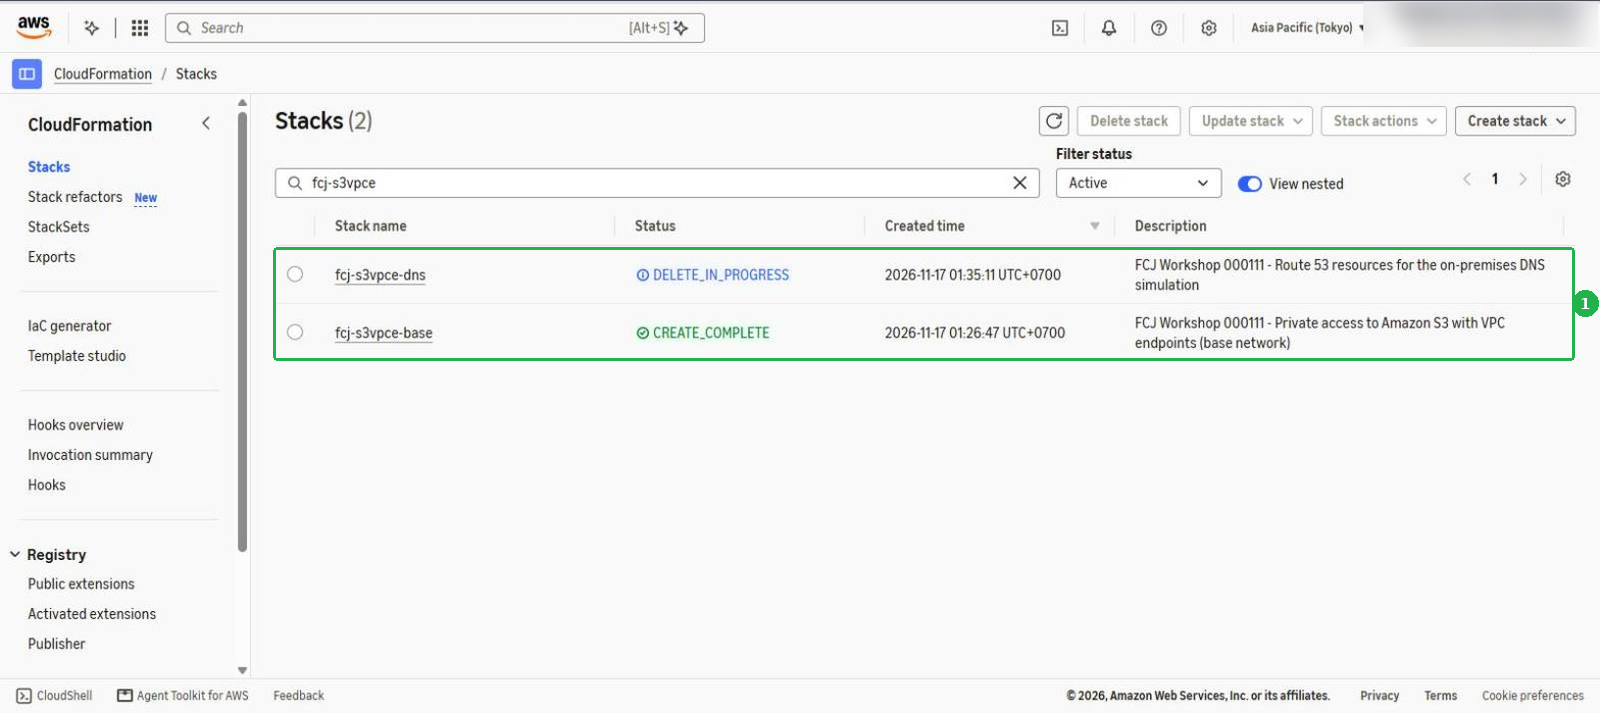 aws
Search
[Alt+S]
Asia Pacific (Tokyo)
CloudFormation / Stacks
CloudFormation
Stacks
Stack refactors New
StackSets
Exports
IaC generator
Template studio
Hooks overview
Invocation summary
Hooks
Registry
Public extensions
Activated extensions
Publisher
Stacks (2)
Delete stack
Update stack
Stack actions
Create stack
Filter status
fcj-s3vpce
Active
View nested
1
Stack name Status Created time Description
fcj-s3vpce-dns DELETE_IN_PROGRESS 2026-11-17 01:35:11 UTC+0700 FCJ Workshop 000111 - Route 53 resources for the on-premises DNS
simulation
fcj-s3vpce-base CREATE_COMPLETE 2026-11-17 01:26:47 UTC+0700 FCJ Workshop 000111 - Private access to Amazon S3 with VPC
endpoints (base network)
1
CloudShell Agent Toolkit for AWS Feedback © 2026, Amazon Web Services, Inc. or its affiliates. Privacy Terms Cookie preferences